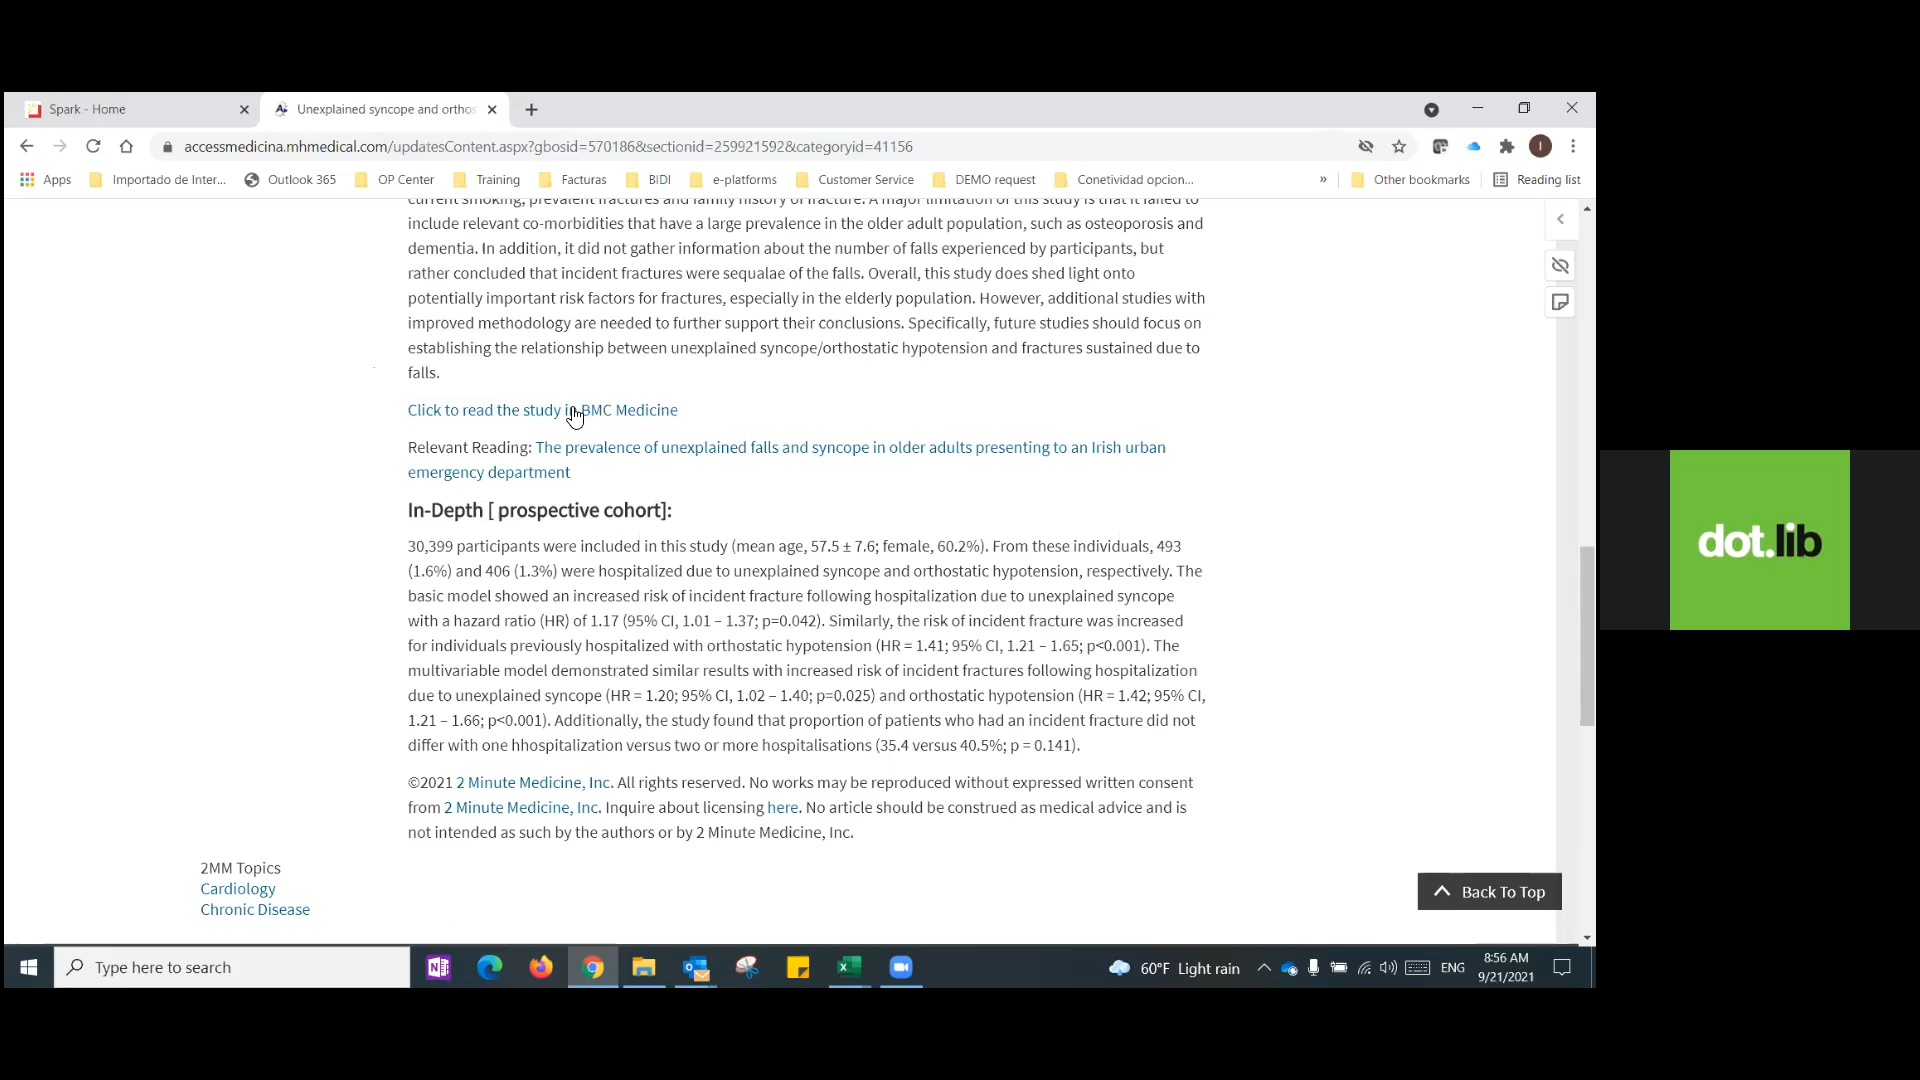 Spark - Home
Unexplained syncope and orthos
accessmedicina.mhmedical.com/updatesContent.aspx?gbosid=570186&sectionid=259921592&categoryid=41156
Apps Importado de Inter... Outlook 365 OP Center Training Facturas BIDI e-platforms Customer Service DEMO request Conetividad opcion... » Other bookmarks Reading list
current smoking, prevalent fractures and family history of fracture. A major limitation of this study is that it failed to
include relevant co-morbidities that have a large prevalence in the older adult population, such as osteoporosis and
dementia. In addition, it did not gather information about the number of falls experienced by participants, but
rather concluded that incident fractures were sequalae of the falls. Overall, this study does shed light onto
potentially important risk factors for fractures, especially in the elderly population. However, additional studies with
improved methodology are needed to further support their conclusions. Specifically, future studies should focus on
establishing the relationship between unexplained syncope/orthostatic hypotension and fractures sustained due to
falls.
Click to read the study in BMC Medicine
Relevant Reading: The prevalence of unexplained falls and syncope in older adults presenting to an Irish urban
emergency department
In-Depth [ prospective cohort]:
30,399 participants were included in this study (mean age, 57.5 ± 7.6; female, 60.2%). From these individuals, 493
(1.6%) and 406 (1.3%) were hospitalized due to unexplained syncope and orthostatic hypotension, respectively. The
basic model showed an increased risk of incident fracture following hospitalization due to unexplained syncope
with a hazard ratio (HR) of 1.17 (95% CI, 1.01 – 1.37; p=0.042). Similarly, the risk of incident fracture was increased
for individuals previously hospitalized with orthostatic hypotension (HR = 1.41; 95% CI, 1.21 – 1.65; p<0.001). The
multivariable model demonstrated similar results with increased risk of incident fractures following hospitalization
due to unexplained syncope (HR = 1.20; 95% CI, 1.02 – 1.40; p=0.025) and orthostatic hypotension (HR = 1.42; 95% CI,
1.21 – 1.66; p<0.001). Additionally, the study found that proportion of patients who had an incident fracture did not
differ with one hhospitalization versus two or more hospitalisations (35.4 versus 40.5%; p = 0.141).
©2021 2 Minute Medicine, Inc. All rights reserved. No works may be reproduced without expressed written consent
from 2 Minute Medicine, Inc. Inquire about licensing here. No article should be construed as medical advice and is
not intended as such by the authors or by 2 Minute Medicine, Inc.
2MM Topics
Cardiology
Chronic Disease
Back To Top
dot.lib
Type here to search
60°F Light rain
ENG
8:56 AM
9/21/2021